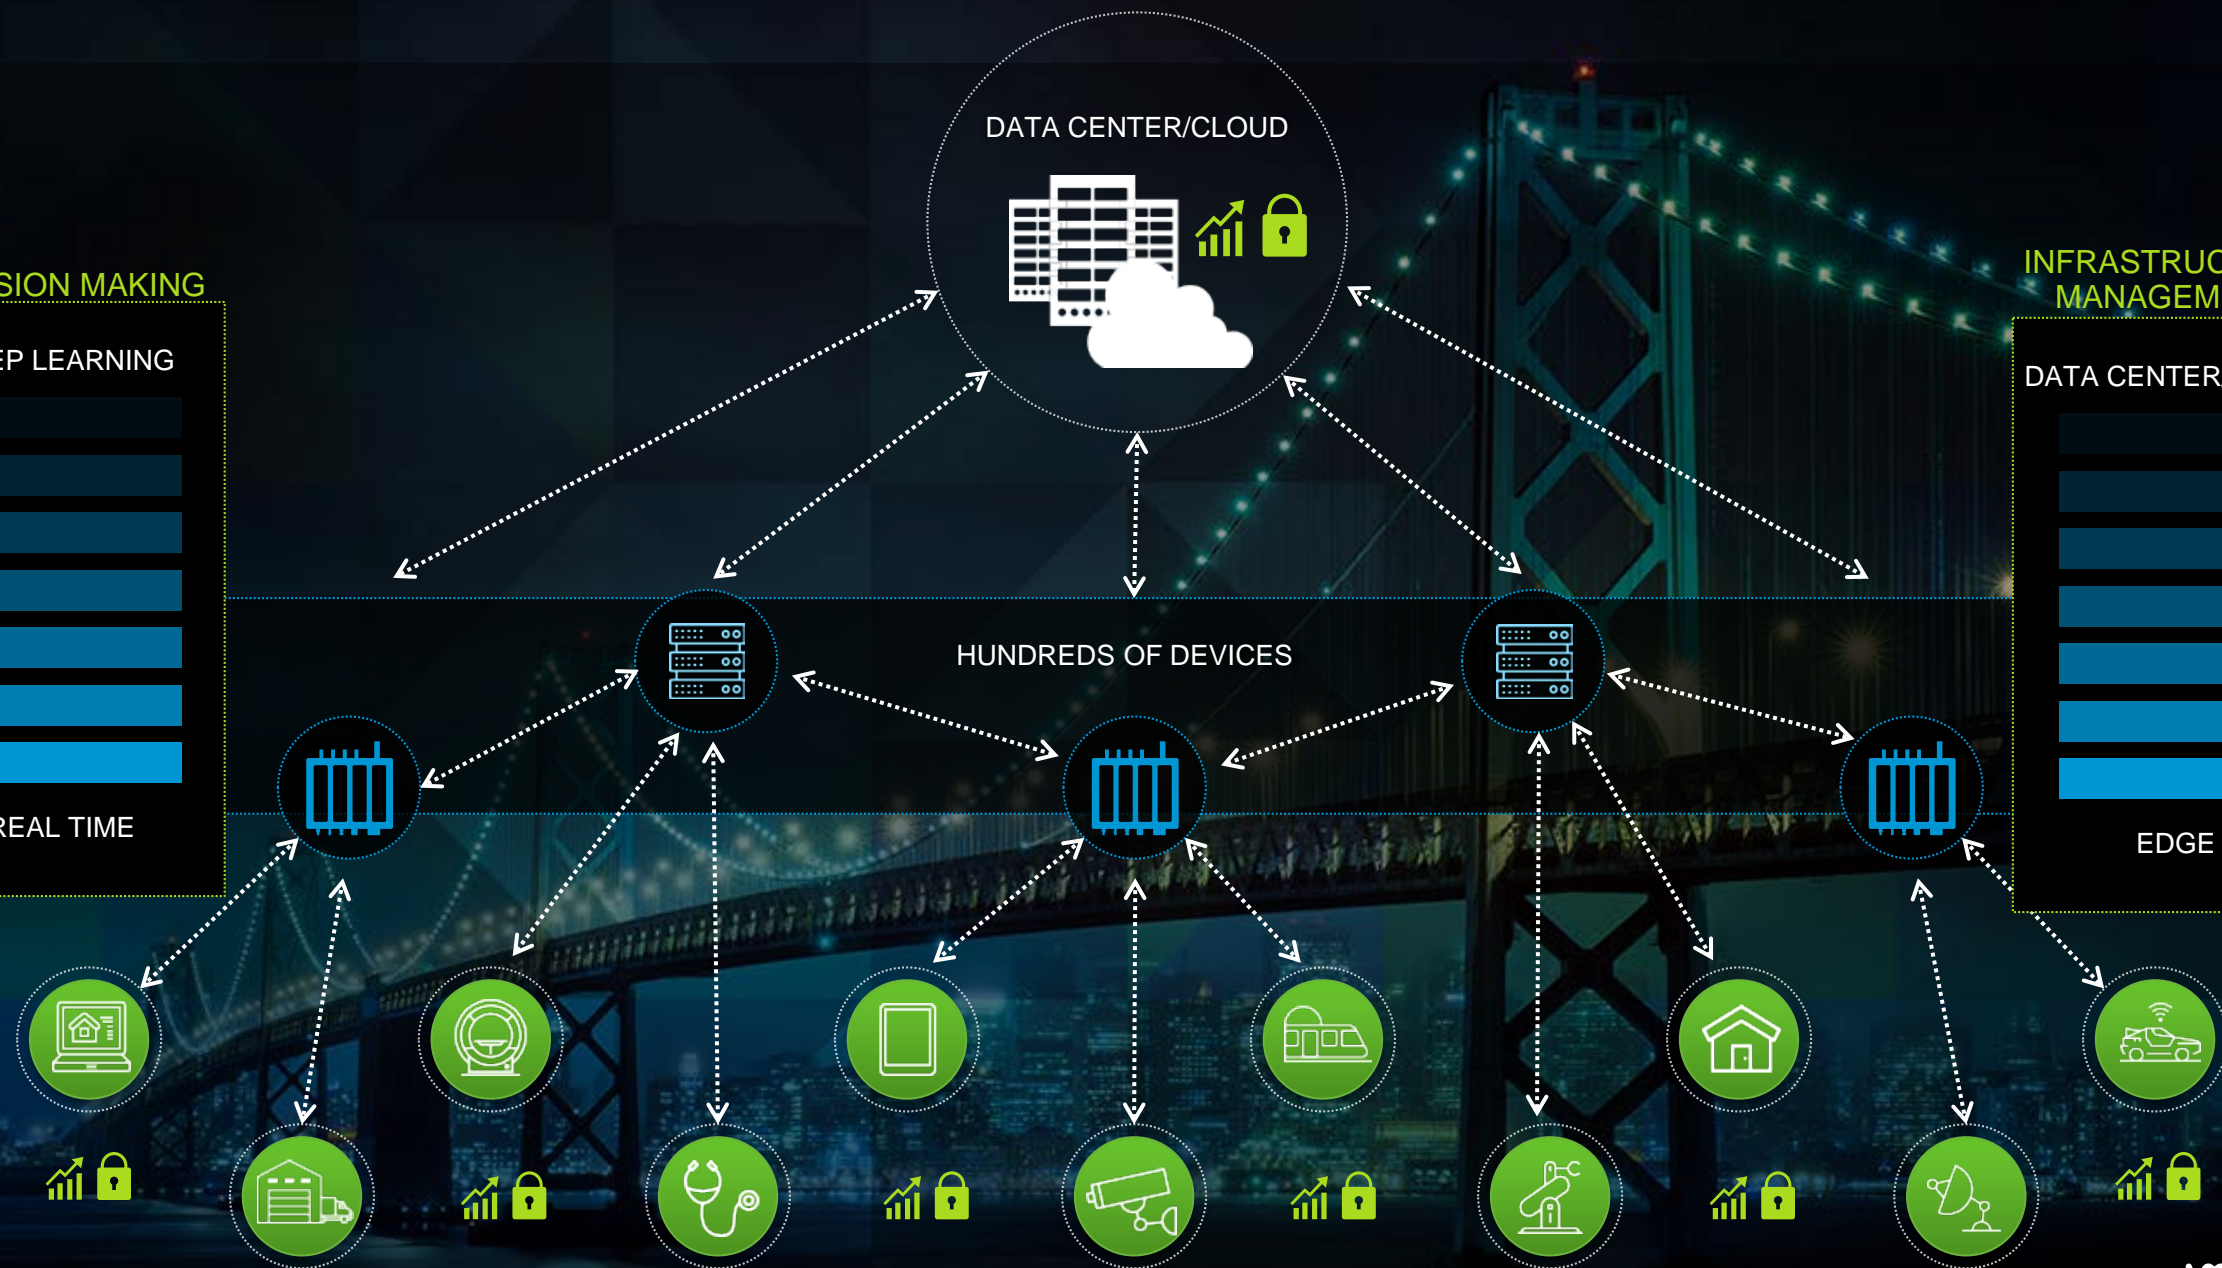 DATA CENTER/CLOUD
SION MAKING
EP LEARNING
REAL TIME
HUNDREDS OF DEVICES
INFRASTRUC
MANAGEM
DATA CENTER
EDGE